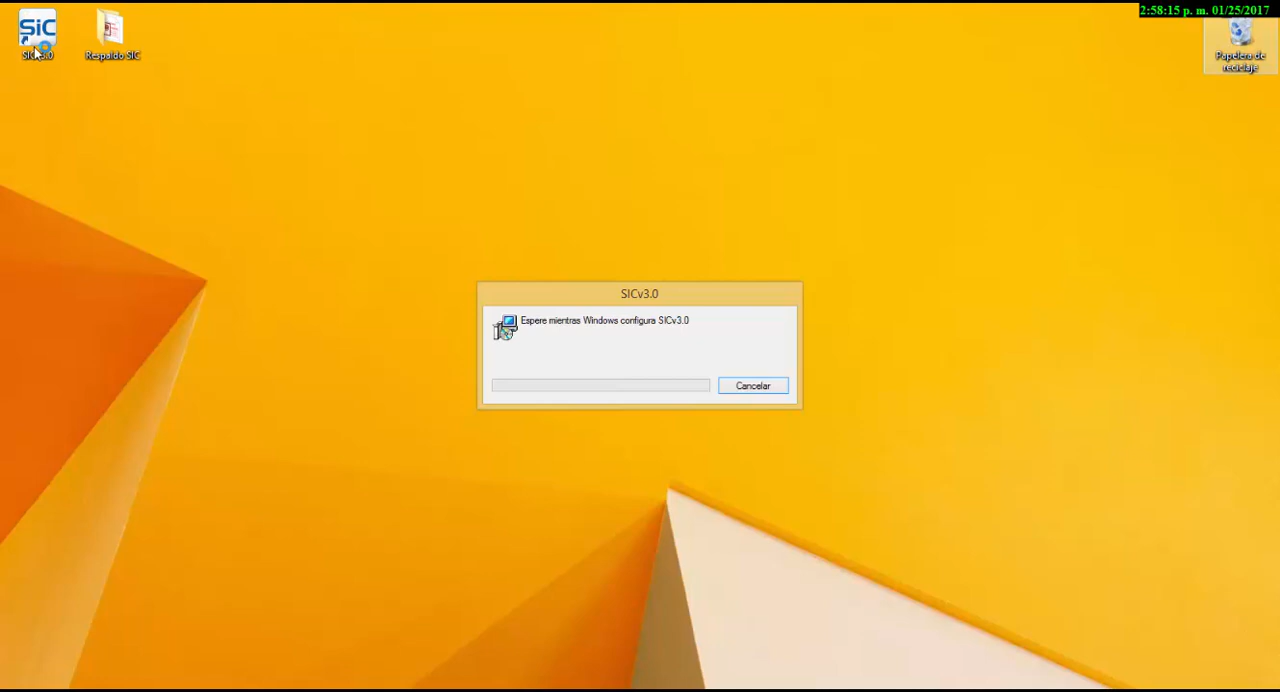 2:58:15 p. m. 01/25/2017
SiC
Respaldo SIC
Papelera de
reciclaje
SICv3.0
Espere mientras Windows configura SICv3.0
Cancelar